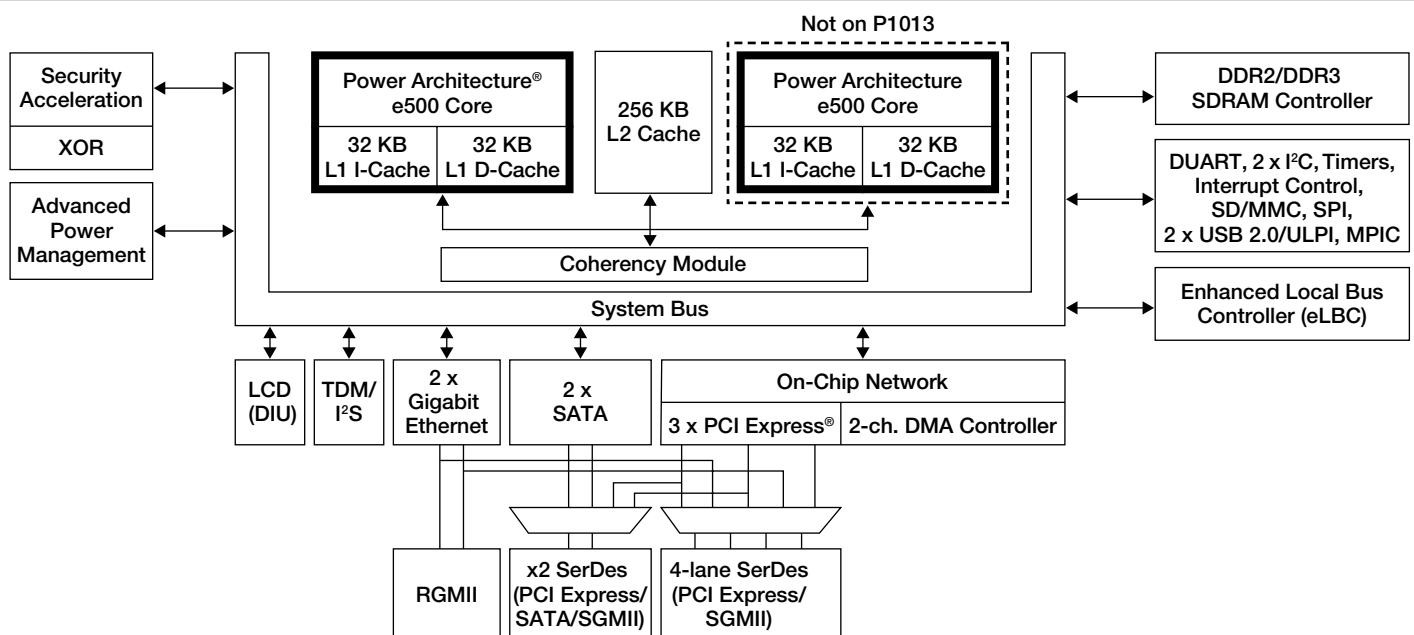 Not on P1013
Security
Acceleration
XOR
Advanced
Power
Management
Power Architecture®
e500 Core
32 KB
L1 I-Cache
32 KB
L1 D-Cache
256 KB
L2 Cache
Power Architecture
e500 Core
32 KB
L1 I-Cache
32 KB
L1 D-Cache
Coherency Module
System Bus
DDR2/DDR3
SDRAM Controller
DUART, 2 x I²C, Timers,
Interrupt Control,
SD/MMC, SPI,
2 x USB 2.0/ULPI, MPIC
Enhanced Local Bus
Controller (eLBC)
LCD
(DIU)
TDM/
I²S
2 x
Gigabit
Ethernet
2 x
SATA
On-Chip Network
3 x PCI Express®
2-ch. DMA Controller
RGMII
x2 SerDes
(PCI Express/
SATA/SGMII)
4-lane SerDes
(PCI Express/
SGMII)